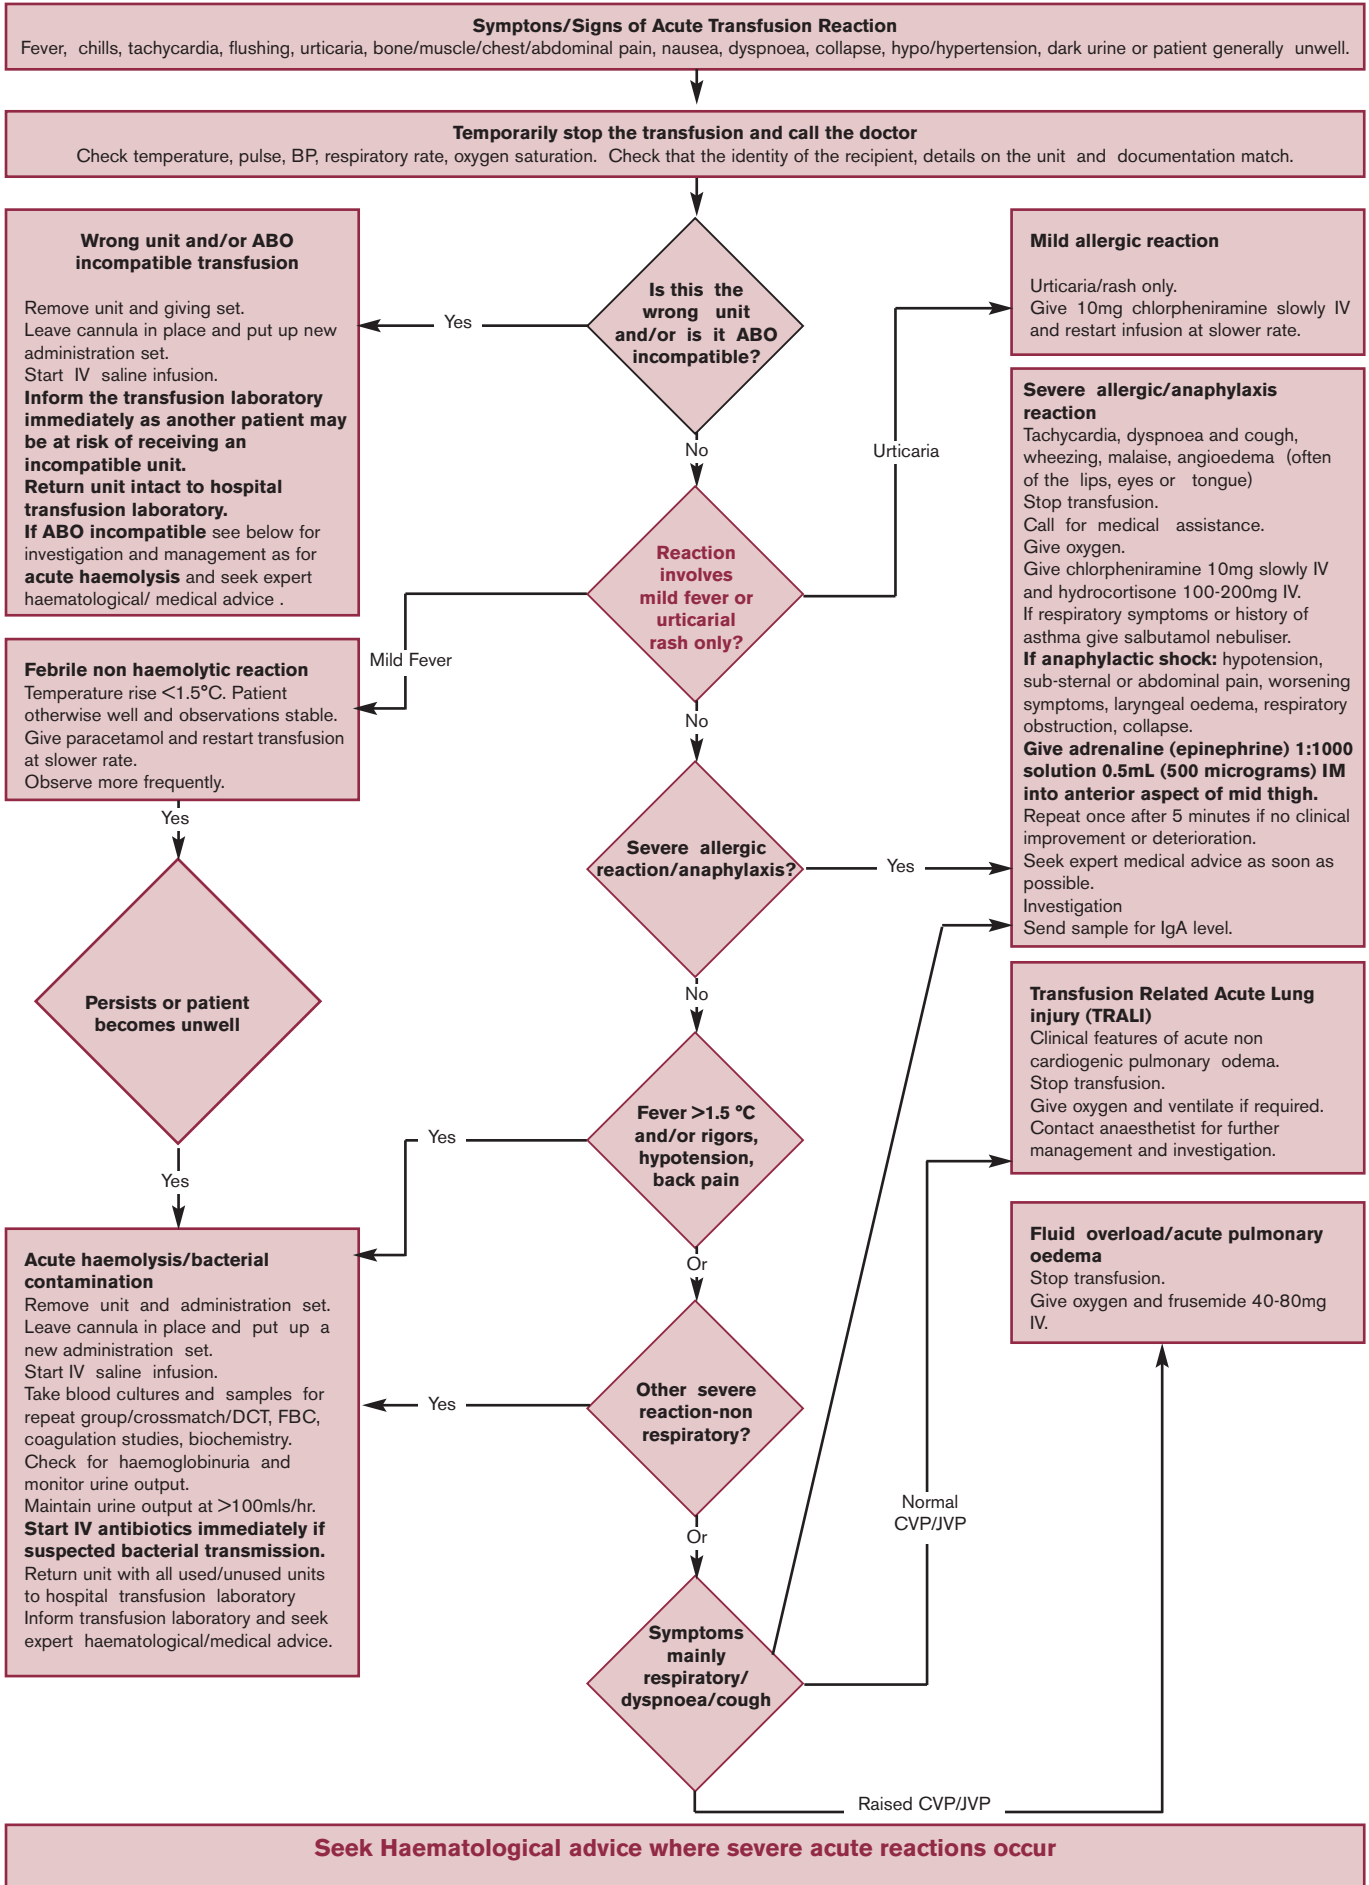 Symptons/Signs of Acute Transfusion Reaction
Fever, chills, tachycardia, flushing, urticaria, bone/muscle/chest/abdominal pain, nausea, dyspnoea, collapse, hypo/hypertension, dark urine or patient generally unwell.
Temporarily stop the transfusion and call the doctor
Check temperature, pulse, BP, respiratory rate, oxygen saturation. Check that the identity of the recipient, details on the unit and documentation match.
Wrong unit and/or ABO
incompatible transfusion
Remove unit and giving set.
Leave cannula in place and put up new
administration set.
Start IV saline infusion.
Inform the transfusion laboratory
immediately as another patient may
be at risk of receiving an
incompatible unit.
Return unit intact to hospital
transfusion laboratory.
If ABO incompatible see below for
investigation and management as for
acute haemolysis and seek expert
haematological/ medical advice .
Yes
Is this the
wrong unit
and/or is it ABO
incompatible?
No
Urticaria
Mild allergic reaction
Urticaria/rash only.
Give 10mg chlorpheniramine slowly IV
and restart infusion at slower rate.
Reaction
involves
mild fever or
urticarial
rash only?
Mild Fever
No
Febrile non haemolytic reaction
Temperature rise <1.5°C. Patient
otherwise well and observations stable.
Give paracetamol and restart transfusion
at slower rate.
Observe more frequently.
Yes
Severe allergic/anaphylaxis
reaction
Tachycardia, dyspnoea and cough,
wheezing, malaise, angioedema (often
of the lips, eyes or tongue)
Stop transfusion.
Call for medical assistance.
Give oxygen.
Give chlorpheniramine 10mg slowly IV
and hydrocortisone 100-200mg IV.
If respiratory symptoms or history of
asthma give salbutamol nebuliser.
If anaphylactic shock: hypotension,
sub-sternal or abdominal pain, worsening
symptoms, laryngeal oedema, respiratory
obstruction, collapse.
Give adrenaline (epinephrine) 1:1000
solution 0.5mL (500 micrograms) IM
into anterior aspect of mid thigh.
Repeat once after 5 minutes if no clinical
improvement or deterioration.
Seek expert medical advice as soon as
possible.
Investigation
Send sample for IgA level.
Severe allergic
reaction/anaphylaxis?
Yes
No
Persists or patient
becomes unwell
Yes
Fever >1.5 °C
and/or rigors,
hypotension,
back pain
Yes
Or
Transfusion Related Acute Lung
injury (TRALI)
Clinical features of acute non
cardiogenic pulmonary odema.
Stop transfusion.
Give oxygen and ventilate if required.
Contact anaesthetist for further
management and investigation.
Fluid overload/acute pulmonary
oedema
Stop transfusion.
Give oxygen and frusemide 40-80mg
IV.
Acute haemolysis/bacterial
contamination
Remove unit and administration set.
Leave cannula in place and put up a
new administration set.
Start IV saline infusion.
Take blood cultures and samples for
repeat group/crossmatch/DCT, FBC,
coagulation studies, biochemistry.
Check for haemoglobinuria and
monitor urine output.
Maintain urine output at >100mls/hr.
Start IV antibiotics immediately if
suspected bacterial transmission.
Return unit with all used/unused units
to hospital transfusion laboratory
Inform transfusion laboratory and seek
expert haematological/medical advice.
Yes
Other severe
reaction-non
respiratory?
Or
Normal
CVP/JVP
Symptoms
mainly
respiratory/
dyspnoea/cough
Raised CVP/JVP
Seek Haematological advice where severe acute reactions occur